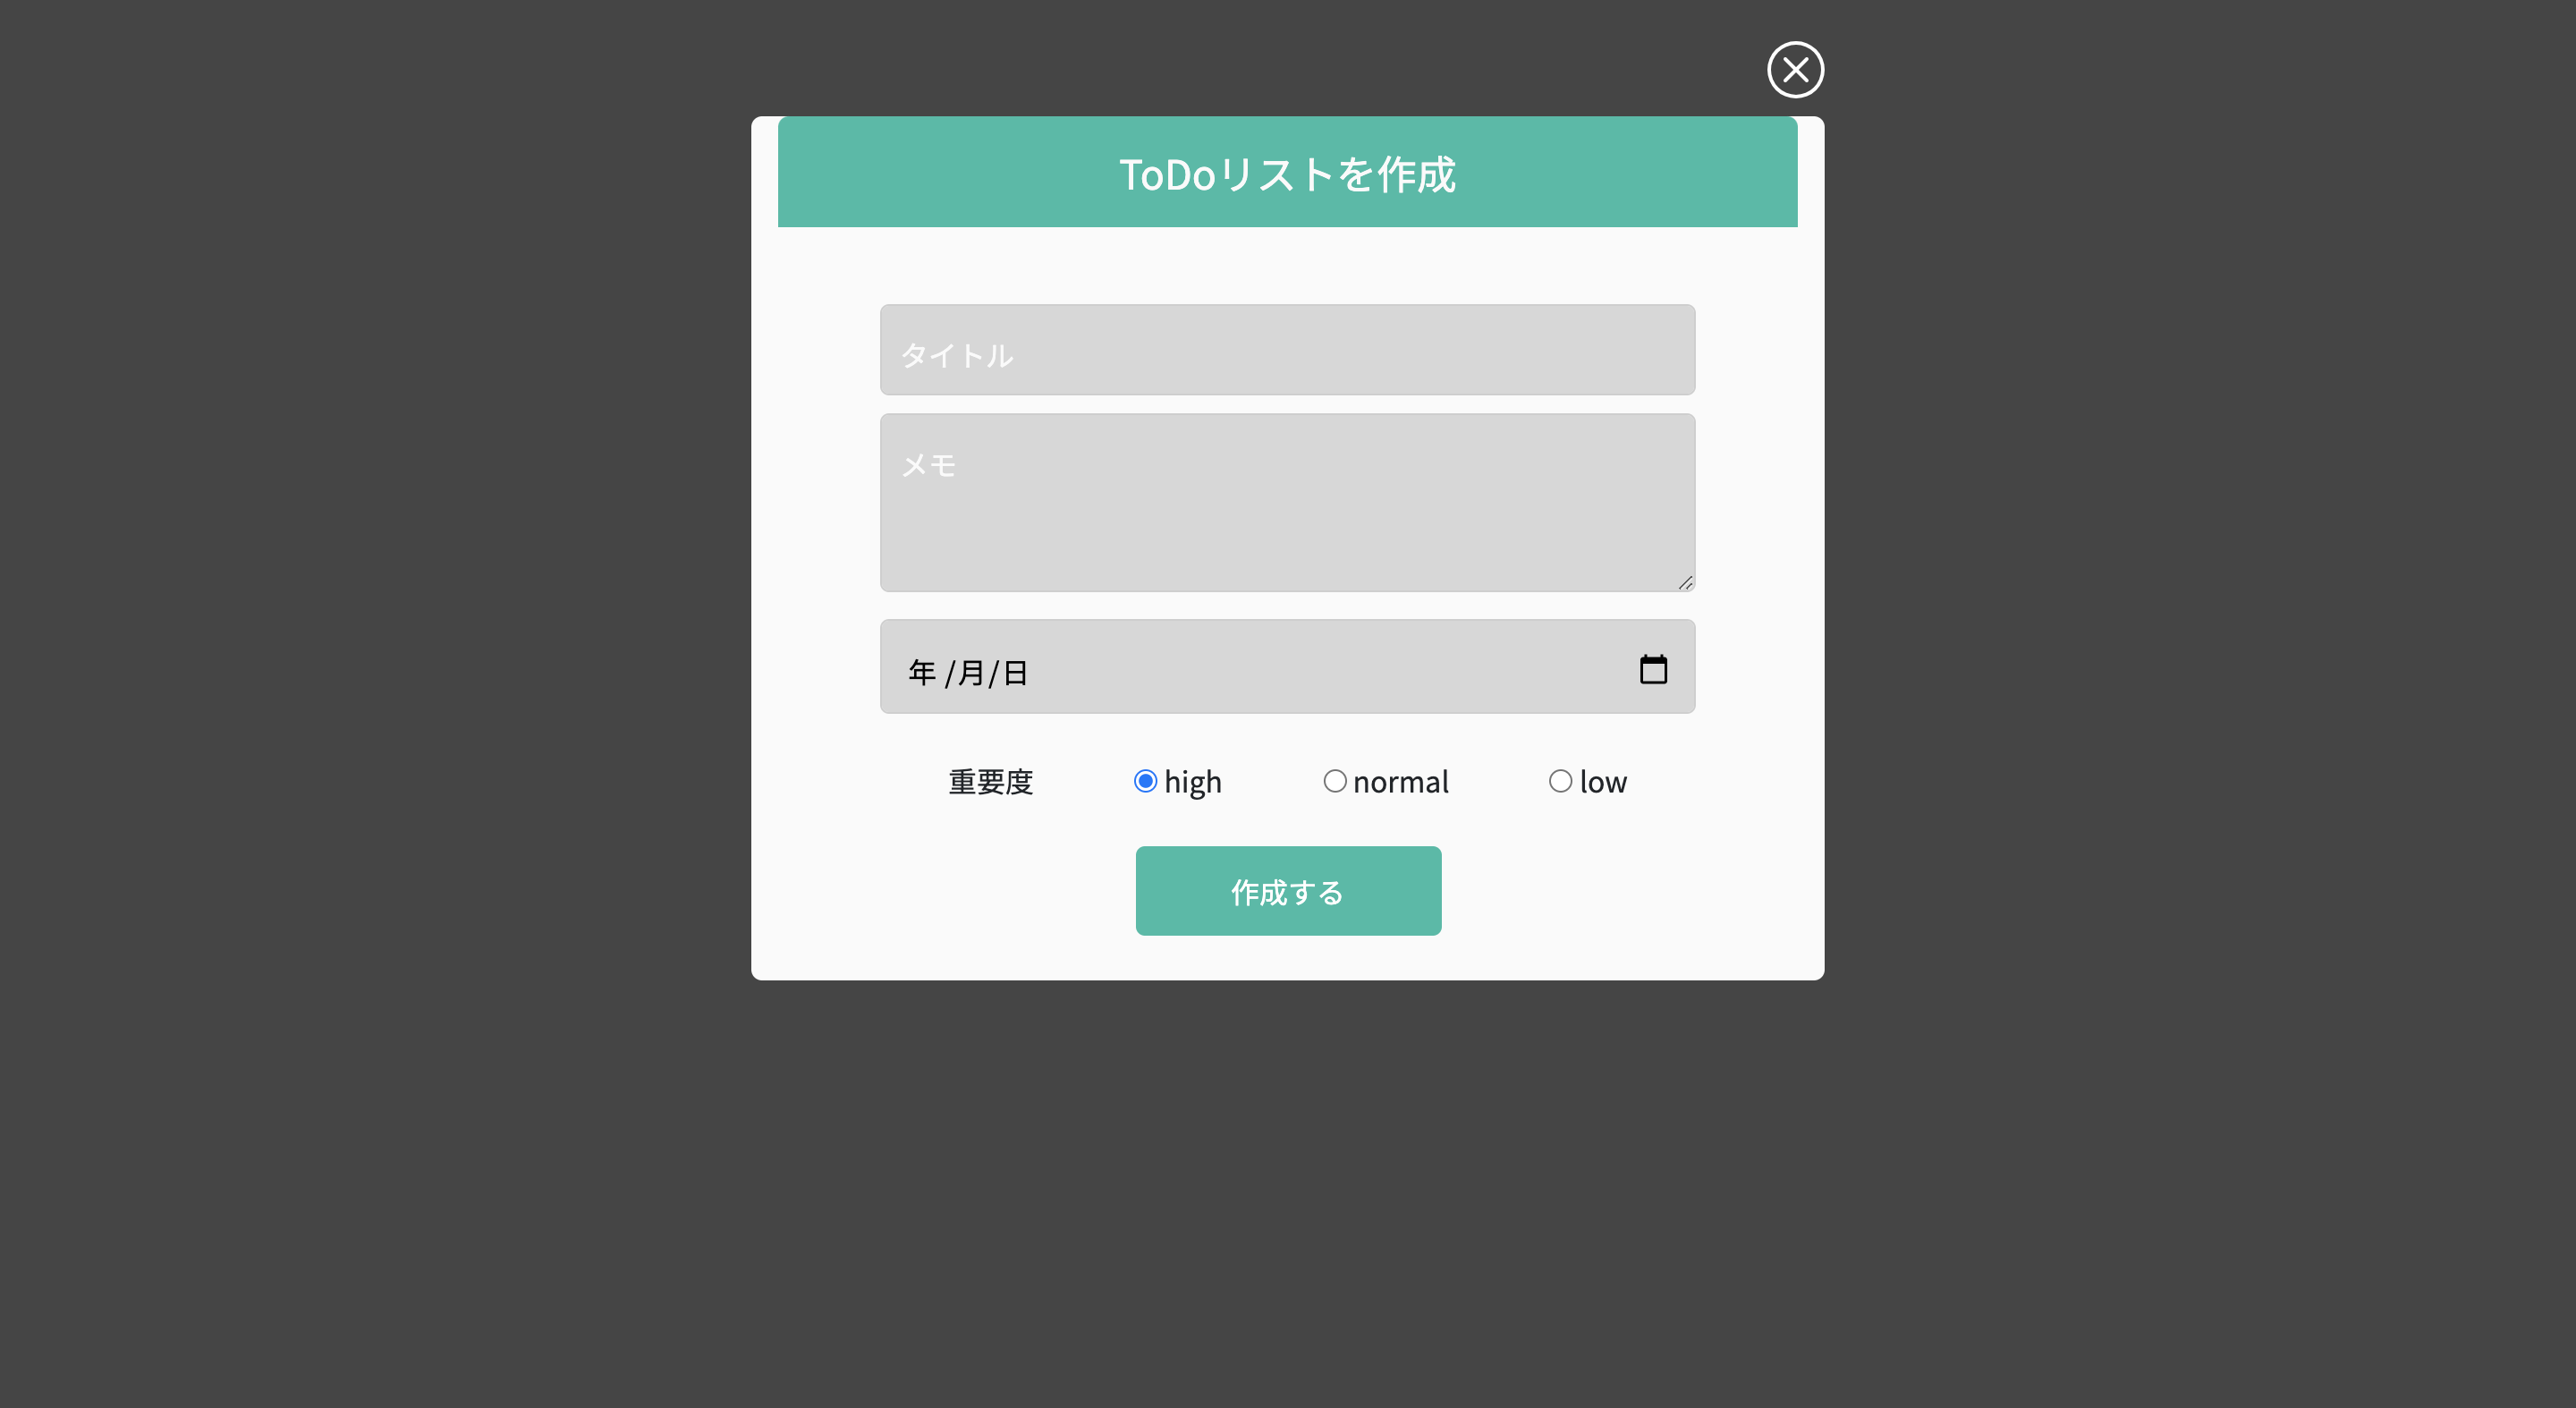 ToDoリストを作成
タイトル
メモ
年 /月/日
重要度 high normal low
作成する